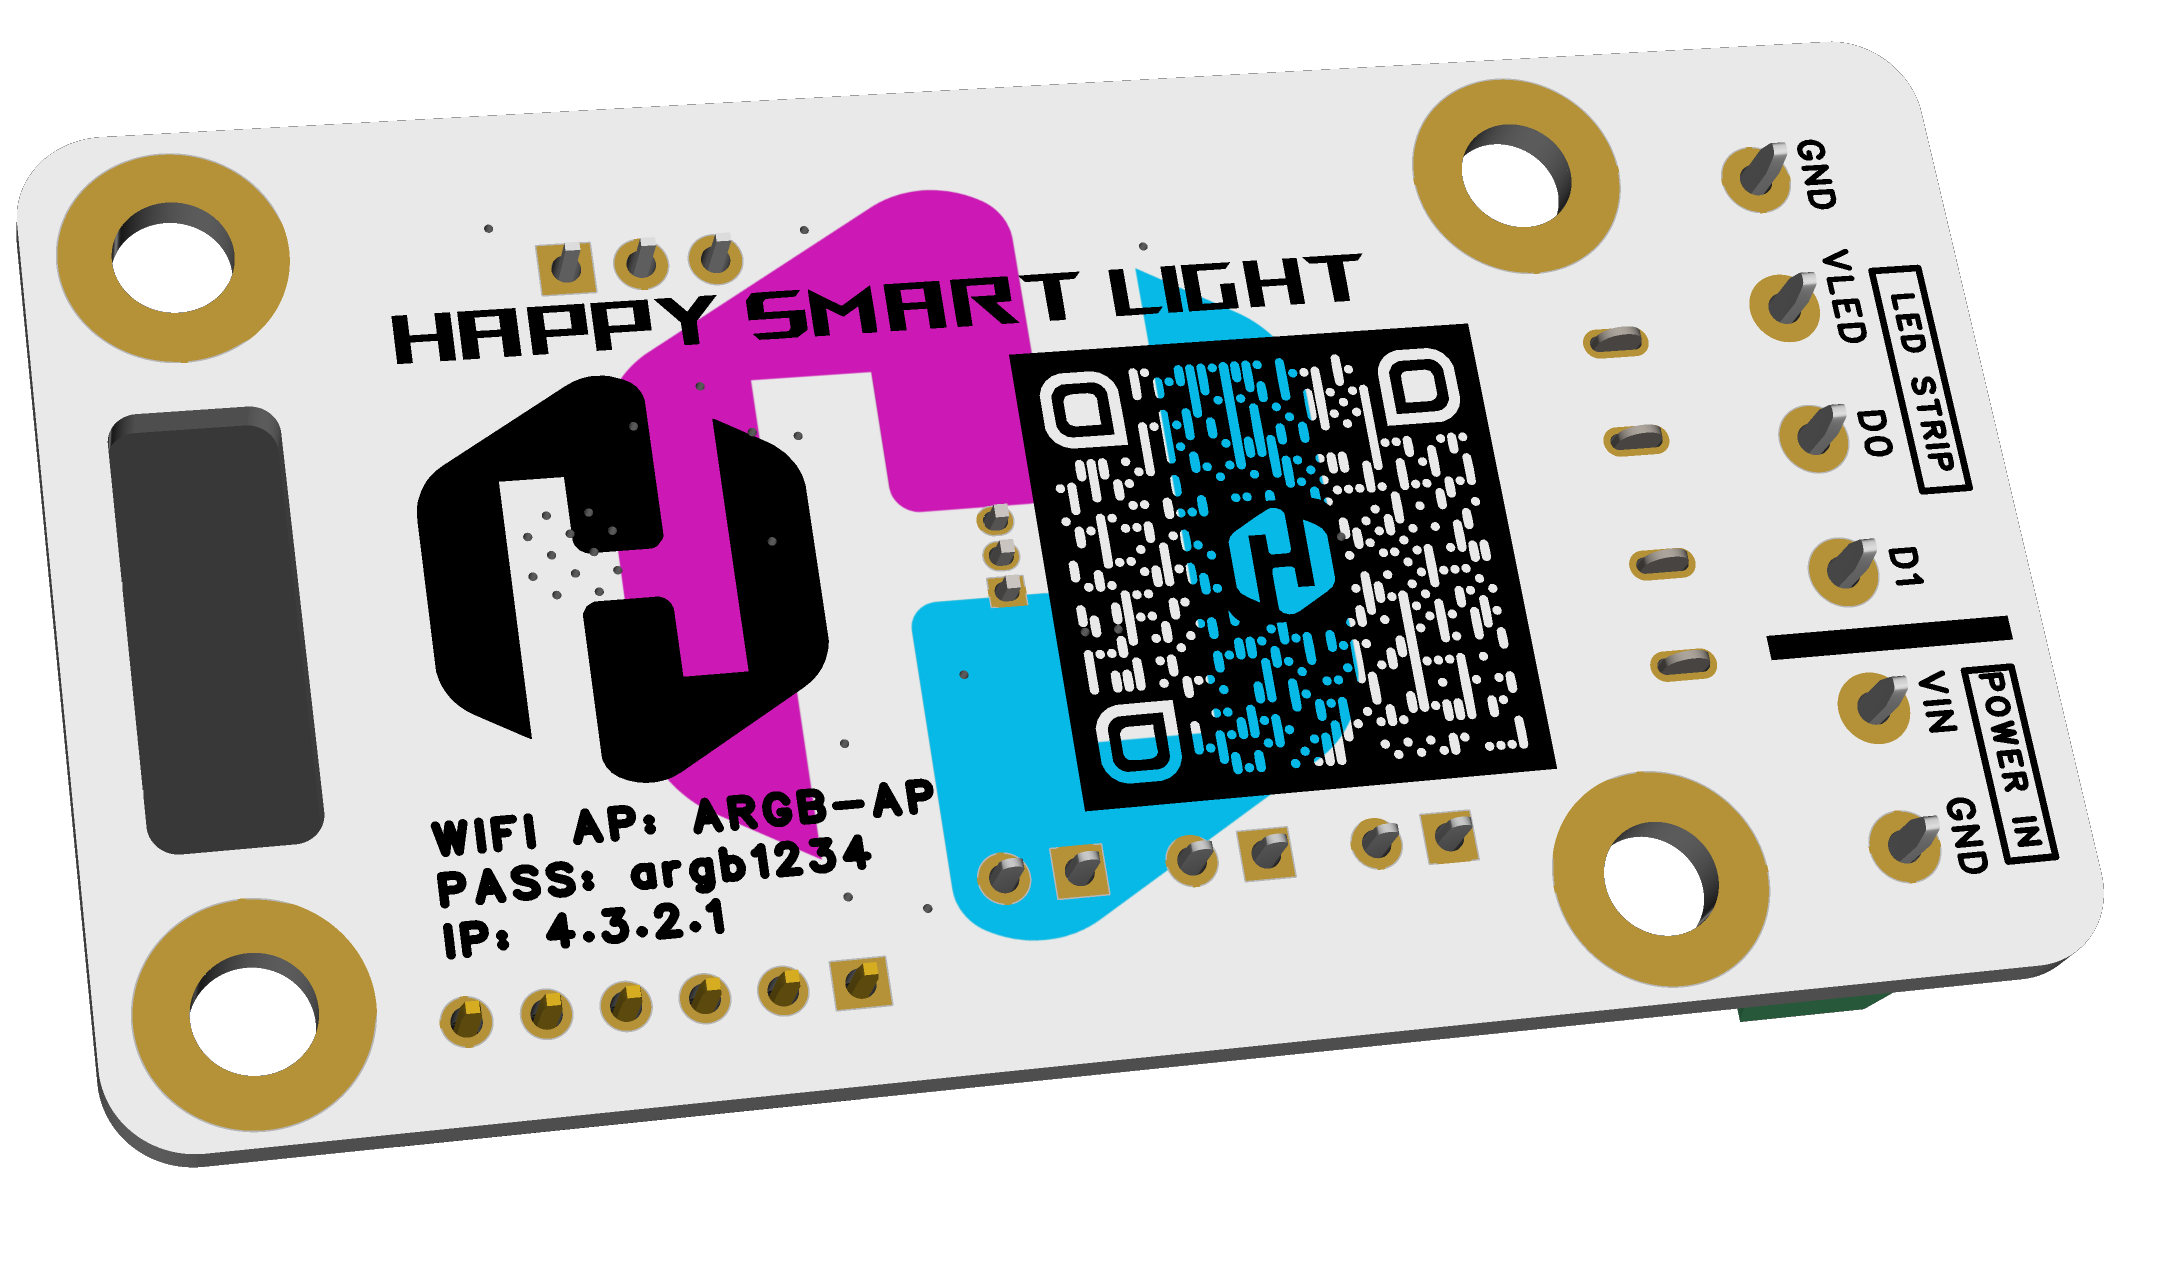 HAPPY SMART LIGHT
WIFI AP: ARGB-AP
PASS: argb1234
IP: 4.3.2.1
GND
VLED
D0
D1
LED STRIP
VIN
GND
POWER IN